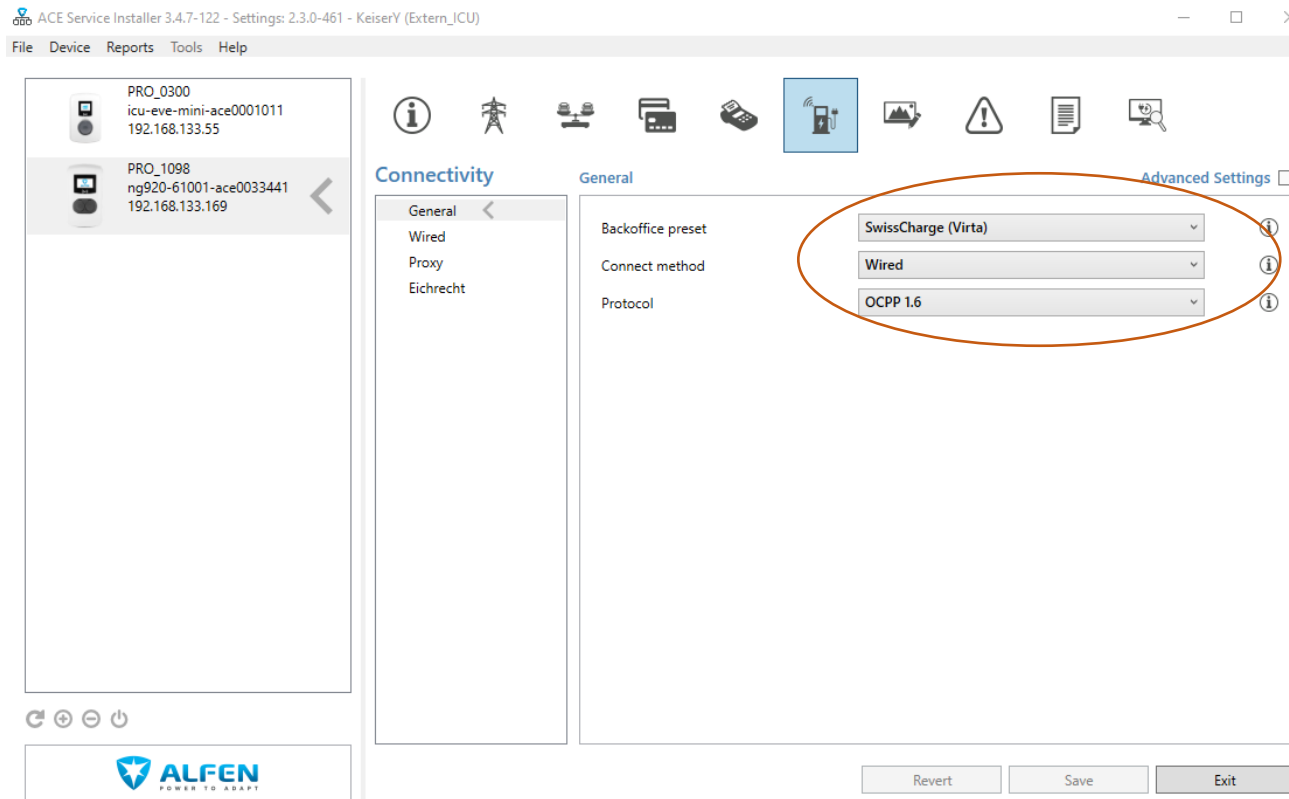 ACE Service Installer 3.4.7-122 - Settings: 2.3.0-461 - KeiserY (Extern_ICU)
File Device Reports Tools Help
PRO_0300
icu-eve-mini-ace0001011
192.168.133.55
PRO_1098
ng920-61001-ace0033441
192.168.133.169
Connectivity
General
Wired
Proxy
Eichrecht
General
Advanced Settings
Backoffice preset
SwissCharge (Virta)
Connect method
Wired
Protocol
OCPP 1.6
ALFEN
POWER TO ADAPT
Revert
Save
Exit